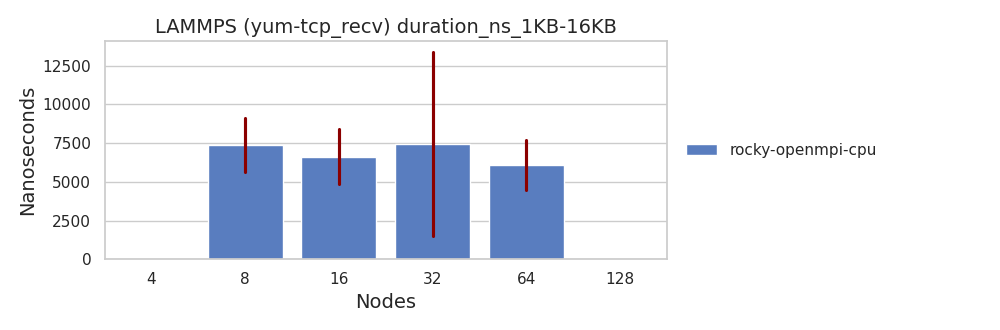 LAMMPS (yum-tcp_recv) duration_ns_1KB-16KB
Nanoseconds
12500
10000
7500
5000
2500
0
4 8 16 32 64 128
Nodes
rocky-openmpi-cpu